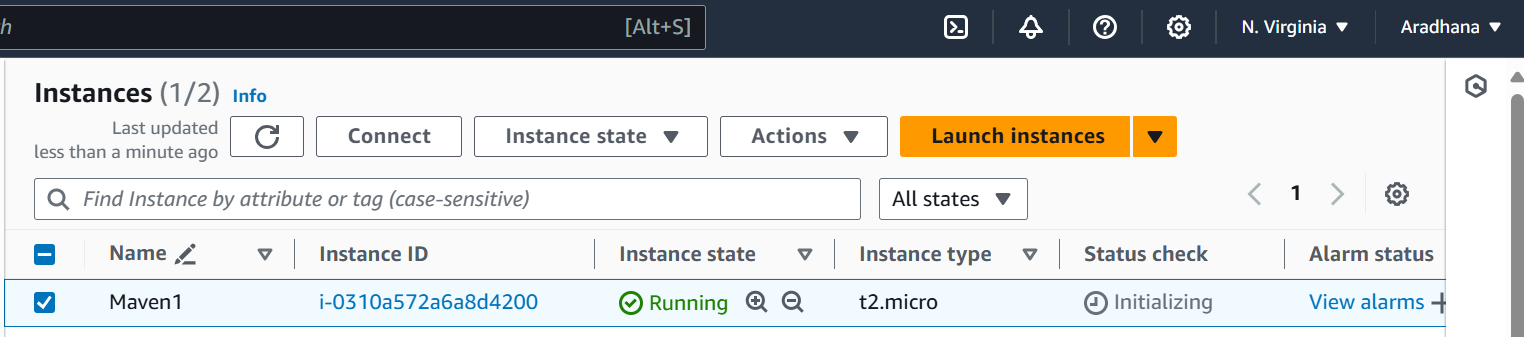 h [Alt+S] N. Virginia Aradhana
Instances (1/2) Info
Last updated
less than a minute ago
Connect Instance state Actions Launch instances
Find Instance by attribute or tag (case-sensitive) All states 1
Name Instance ID Instance state Instance type Status check Alarm status
Maven1 i-0310a572a6a8d4200 Running t2.micro Initializing View alarms +